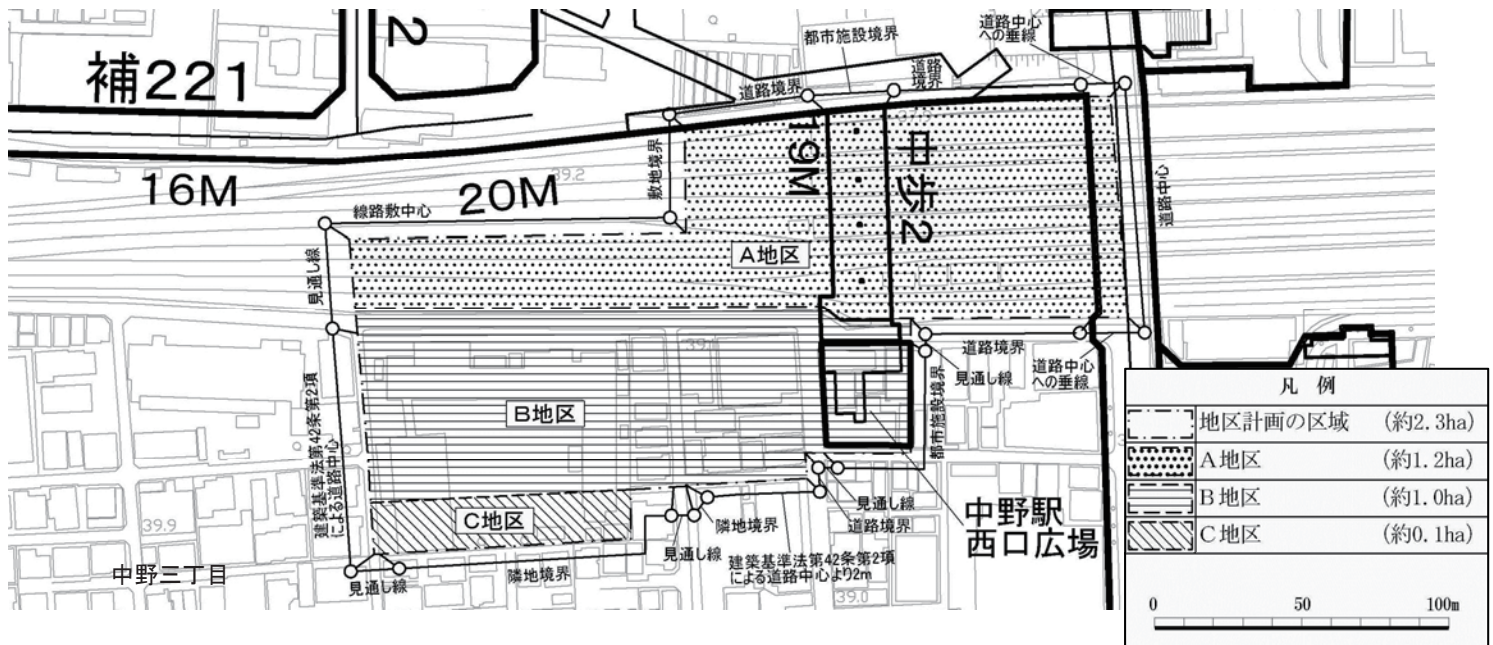 補221
2
都市施設境界
道路中心
への垂線
道路境界
道路
境界
37.9
19M
中歩2
敷地境界
39.2
16M
20M
線路敷中心
道路中心
A地区
見通し線
道路境界
道路中心
への垂線
見通し線
B地区
都市施設境界
建築基準法第42条第2項
による道路中心
C地区
見通し線
道路境界
隣地境界
中野駅
西口広場
39.9
見通し線
建築基準法第42条第2項
による道路中心より2m
中野三丁目
見通し線
隣地境界
39.0
凡 例
地区計画の区域 (約2.3ha)
A地区 (約1.2ha)
B地区 (約1.0ha)
C地区 (約0.1ha)
0 50 100m